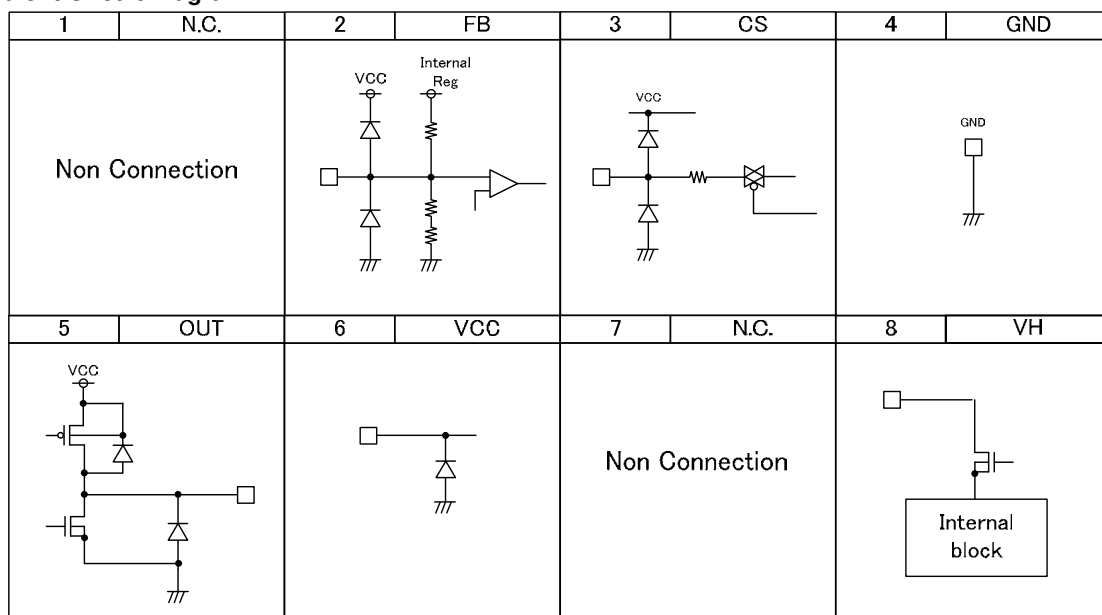 1 N.C. 2 FB 3 CS 4 GND
Non Connection
VCC
Internal
Reg
VCC
GND
5 OUT 6 VCC 7 N.C. 8 VH
VCC
Non Connection
Internal
block